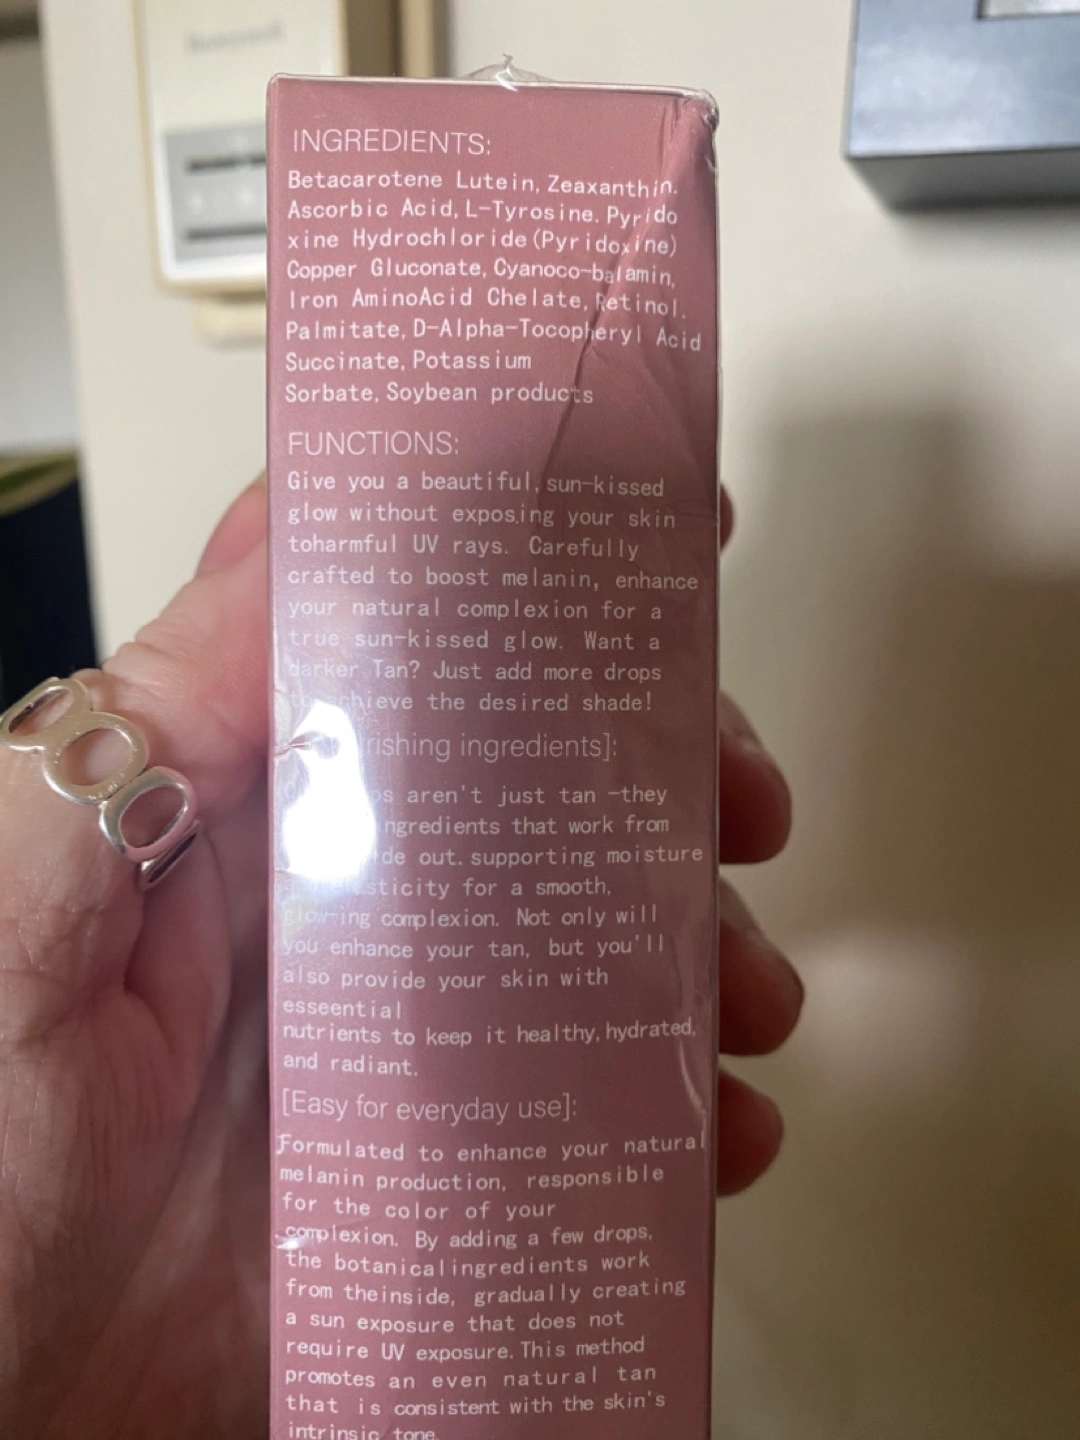 Honeywell
INGREDIENTS:
Betacarotene Lutein, Zeaxanthin.
Ascorbic Acid, L-Tyrosine. Pyrido
xine Hydrochloride (Pyridoxine)
Copper Gluconate, Cyanoco-balamin,
Iron AminoAcid Chelate, Retinol.
Palmitate, D-Alpha-Tocopheryl Acid
Succinate, Potassium
Sorbate, Soybean products
FUNCTIONS:
Give you a beautiful, sun-kissed
glow without exposing your skin
toharmful UV rays. Carefully
crafted to boost melanin, enhance
your natural complexion for a
true sun-kissed glow. Want a
darker Tan? Just add more drops
to achieve the desired shade!
rishing ingredients]:
aren't just tan -they
ngredients that work from
de out. supporting moisture
sticity for a smooth,
glow-ing complexion. Not only will
you enhance your tan, but you'll
also provide your skin with
esseential
nutrients to keep it healthy, hydrated,
and radiant.
[Easy for everyday use]:
Formulated to enhance your natural
melanin production, responsible
for the color of your
complexion. By adding a few drops,
the botanicalingredients work
from theinside, gradually creating
a sun exposure that does not
require UV exposure. This method
promotes an even natural tan
that is consistent with the skin's
intrinsic tone.